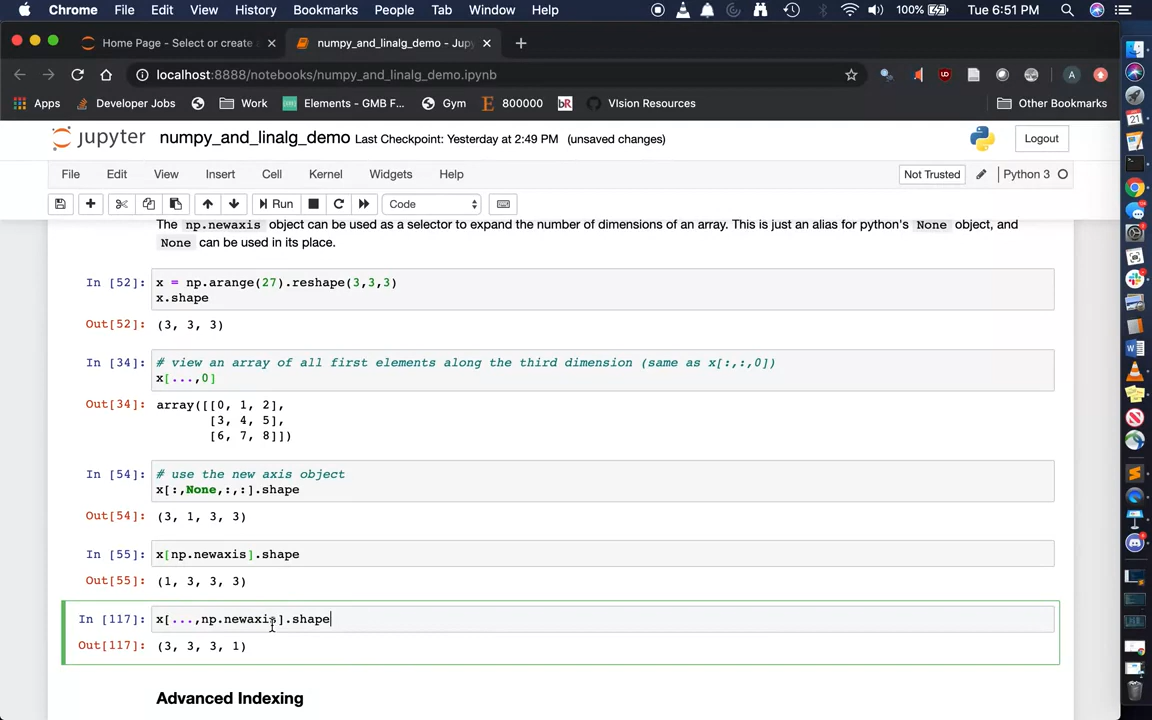 Chrome File Edit View History Bookmarks People Tab Window Help 100% Tue 6:51 PM
Home Page - Select or create numpy_and_linalg_demo - Jupy
localhost:8888/notebooks/numpy_and_linalg_demo.ipynb
Apps Developer Jobs Work Elements - GMB F... Gym E 800000 bR VIsion Resources Other Bookmarks
jupyter numpy_and_linalg_demo Last Checkpoint: Yesterday at 2:49 PM (unsaved changes) Logout
File Edit View Insert Cell Kernel Widgets Help Not Trusted Python 3
Run Code
The np.newaxis object can be used as a selector to expand the number of dimensions of an array. This is just an alias for python's None object, and
None can be used in its place.
In [52]: x = np.arange(27).reshape(3,3,3)
x.shape
Out[52]: (3, 3, 3)
In [34]: # view an array of all first elements along the third dimension (same as x[:,:,0])
x[...,0]
Out[34]: array([[0, 1, 2],
[3, 4, 5],
[6, 7, 8]])
In [54]: # use the new axis object
x[:,None,:,:].shape
Out[54]: (3, 1, 3, 3)
In [55]: x[np.newaxis].shape
Out[55]: (1, 3, 3, 3)
In [117]: x[...,np.newaxis].shape
Out[117]: (3, 3, 3, 1)
Advanced Indexing